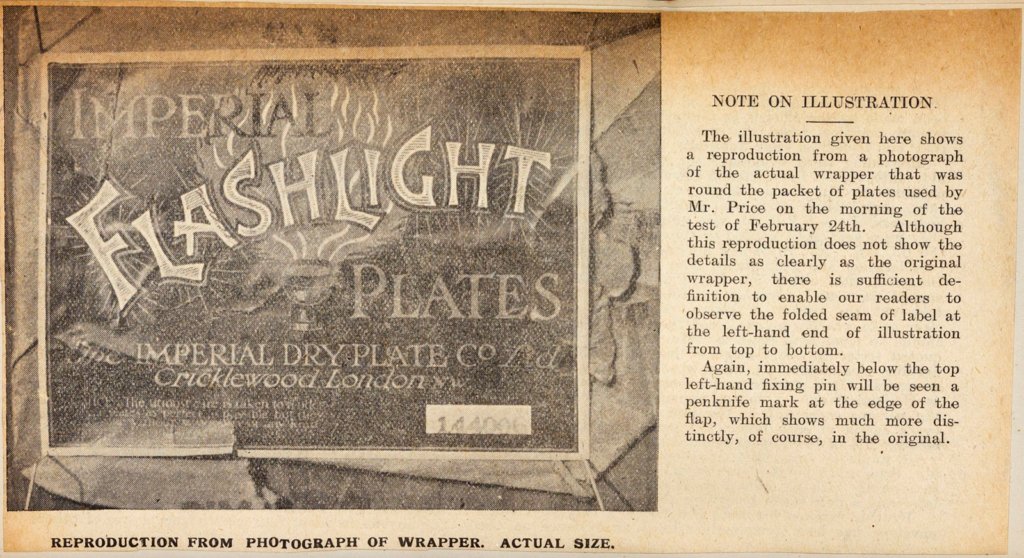 IMPERIAL
FLASHLIGHT
PLATES
The IMPERIAL DRY PLATE Co Ltd.
Cricklewood London N.W.
REPRODUCTION FROM PHOTOGRAPH OF WRAPPER. ACTUAL SIZE.
NOTE ON ILLUSTRATION.
The illustration given here shows
a reproduction from a photograph
of the actual wrapper that was
round the packet of plates used by
Mr. Price on the morning of the
test of February 24th. Although
this reproduction does not show the
details as clearly as the original
wrapper, there is sufficient de-
finition to enable our readers to
observe the folded seam of label at
the left-hand end of illustration
from top to bottom.
Again, immediately below the top
left-hand fixing pin will be seen a
penknife mark at the edge of the
flap, which shows much more dis-
tinctly, of course, in the original.